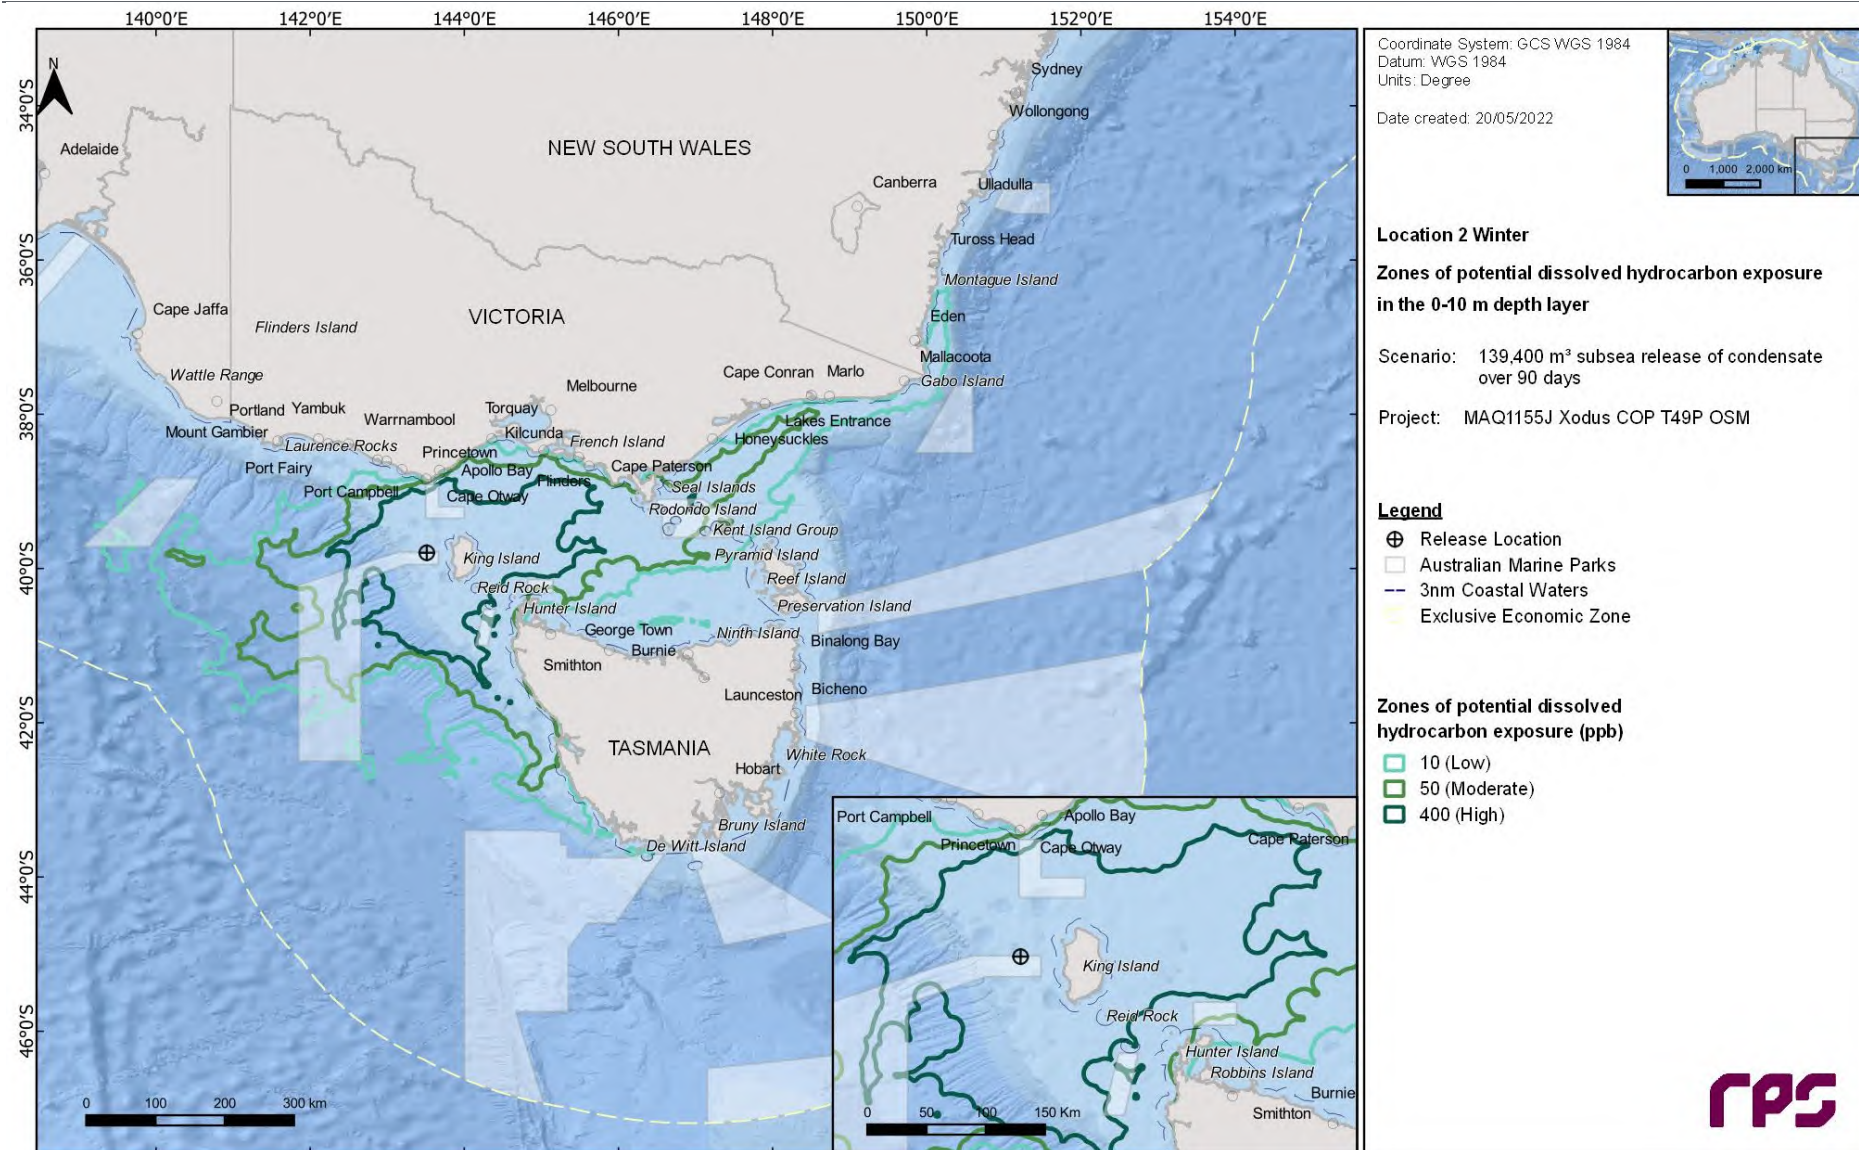 140°0'E
142°0'E
144°0'E
146°0'E
148°0'E
150°0'E
152°0'E
154°0'E
34°0'S
36°0'S
38°0'S
40°0'S
42°0'S
44°0'S
46°0'S
N
Sydney
Wollongong
NEW SOUTH WALES
Adelaide
Canberra
Ulladulla
Tuross Head
Montague Island
Cape Jaffa
VICTORIA
Eden
Flinders Island
Mallacoota
Wattle Range
Cape Conran
Marlo
Gabo Island
Melbourne
Portland
Yambuk
Warrnambool
Torquay
Lakes Entrance
Mount Gambier
Kilcunda
French Island
Honeysuckles
Laurence Rocks
Princetown
Port Fairy
Apollo Bay
Cape Paterson
Flinders
Port Campbell
Cape Otway
Seal Islands
Rodondo Island
Kent Island Group
King Island
Pyramid Island
Reid Rock
Reef Island
Hunter Island
Preservation Island
George Town
Ninth Island
Binalong Bay
Burnie
Smithton
Launceston
Bicheno
TASMANIA
White Rock
Hobart
Bruny Island
De Witt Island
0 100 200 300 km
Port Campbell
Apollo Bay
Princetown
Cape Otway
Cape Paterson
King Island
Reid Rock
Hunter Island
Robbins Island
Burnie
Smithton
0 50 100 150 Km
Coordinate System: GCS WGS 1984
Datum: WGS 1984
Units: Degree
Date created: 20/05/2022
0 1,000 2,000 km
Location 2 Winter
Zones of potential dissolved hydrocarbon exposure
in the 0-10 m depth layer
Scenario: 139,400 m³ subsea release of condensate
over 90 days
Project: MAQ1155J Xodus COP T49P OSM
Legend
Release Location
Australian Marine Parks
3nm Coastal Waters
Exclusive Economic Zone
Zones of potential dissolved
hydrocarbon exposure (ppb)
10 (Low)
50 (Moderate)
400 (High)
rps